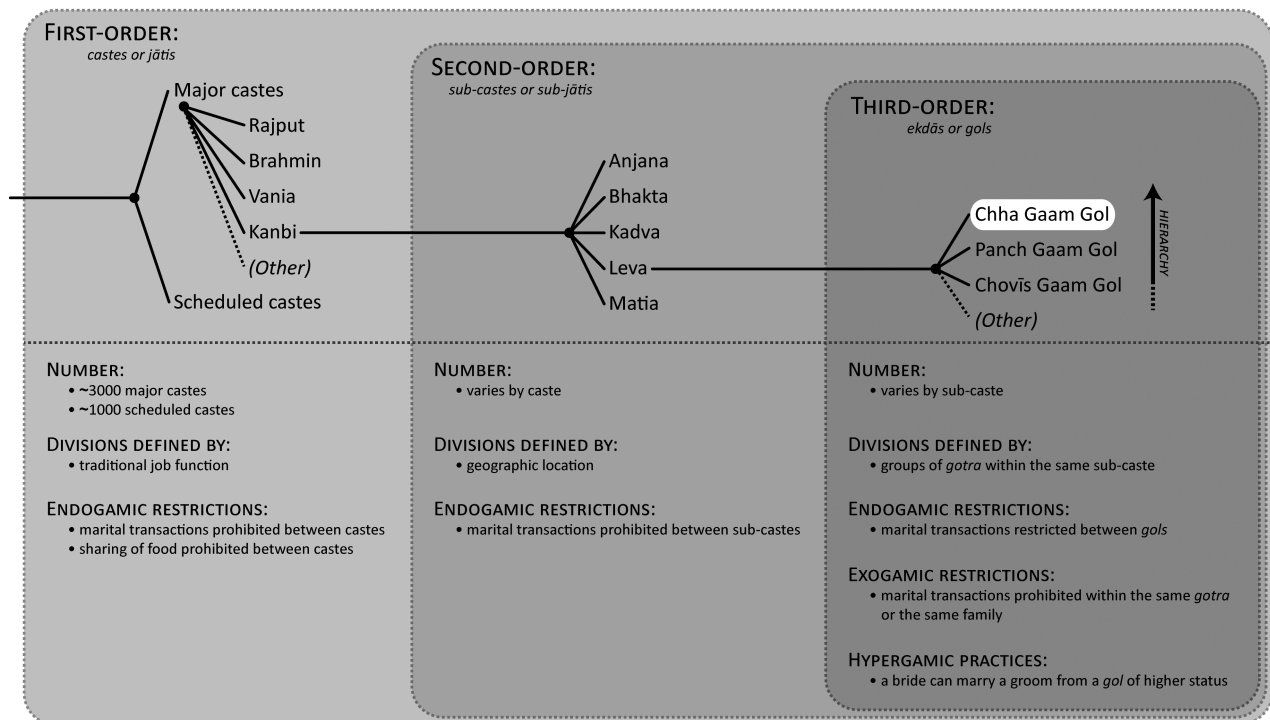 FIRST-ORDER:
castes or jātis
Major castes
Rajput
Brahmin
Vania
Kanbi
(Other)
Scheduled castes
NUMBER:
• ~3000 major castes
• ~1000 scheduled castes
DIVISIONS DEFINED BY:
• traditional job function
ENDOGAMIC RESTRICTIONS:
• marital transactions prohibited between castes
• sharing of food prohibited between castes
SECOND-ORDER:
sub-castes or sub-jātis
Anjana
Bhakta
Kadva
Leva
Matia
NUMBER:
• varies by caste
DIVISIONS DEFINED BY:
• geographic location
ENDOGAMIC RESTRICTIONS:
• marital transactions prohibited between sub-castes
THIRD-ORDER:
ekdās or gols
Chha Gaam Gol
Panch Gaam Gol
Chovīs Gaam Gol
(Other)
HIERARCHY
NUMBER:
• varies by sub-caste
DIVISIONS DEFINED BY:
• groups of gotra within the same sub-caste
ENDOGAMIC RESTRICTIONS:
• marital transactions restricted between gols
EXOGAMIC RESTRICTIONS:
• marital transactions prohibited within the same gotra
or the same family
HYPERGAMIC PRACTICES:
• a bride can marry a groom from a gol of higher status